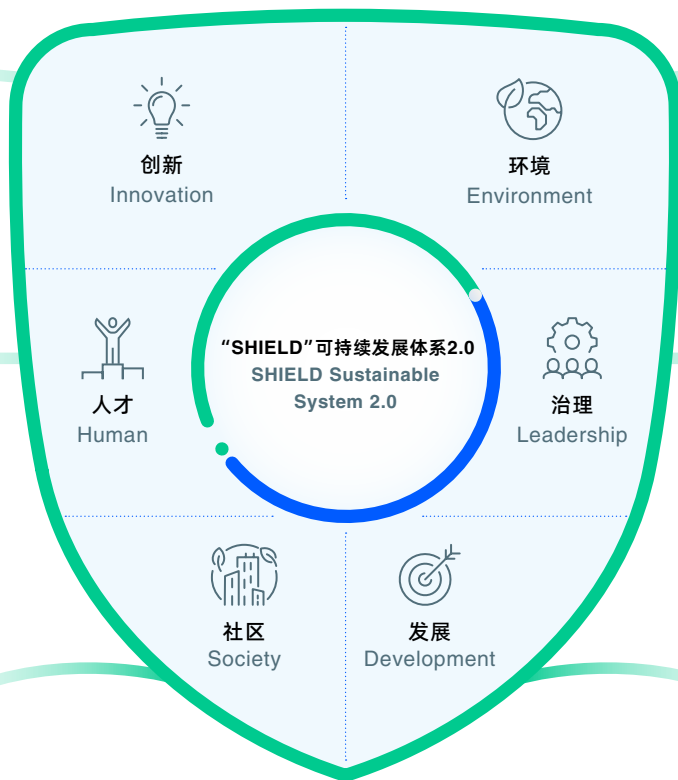 创新
Innovation
环境
Environment
“SHIELD”可持续发展体系2.0
SHIELD Sustainable
System 2.0
人才
Human
治理
Leadership
社区
Society
发展
Development